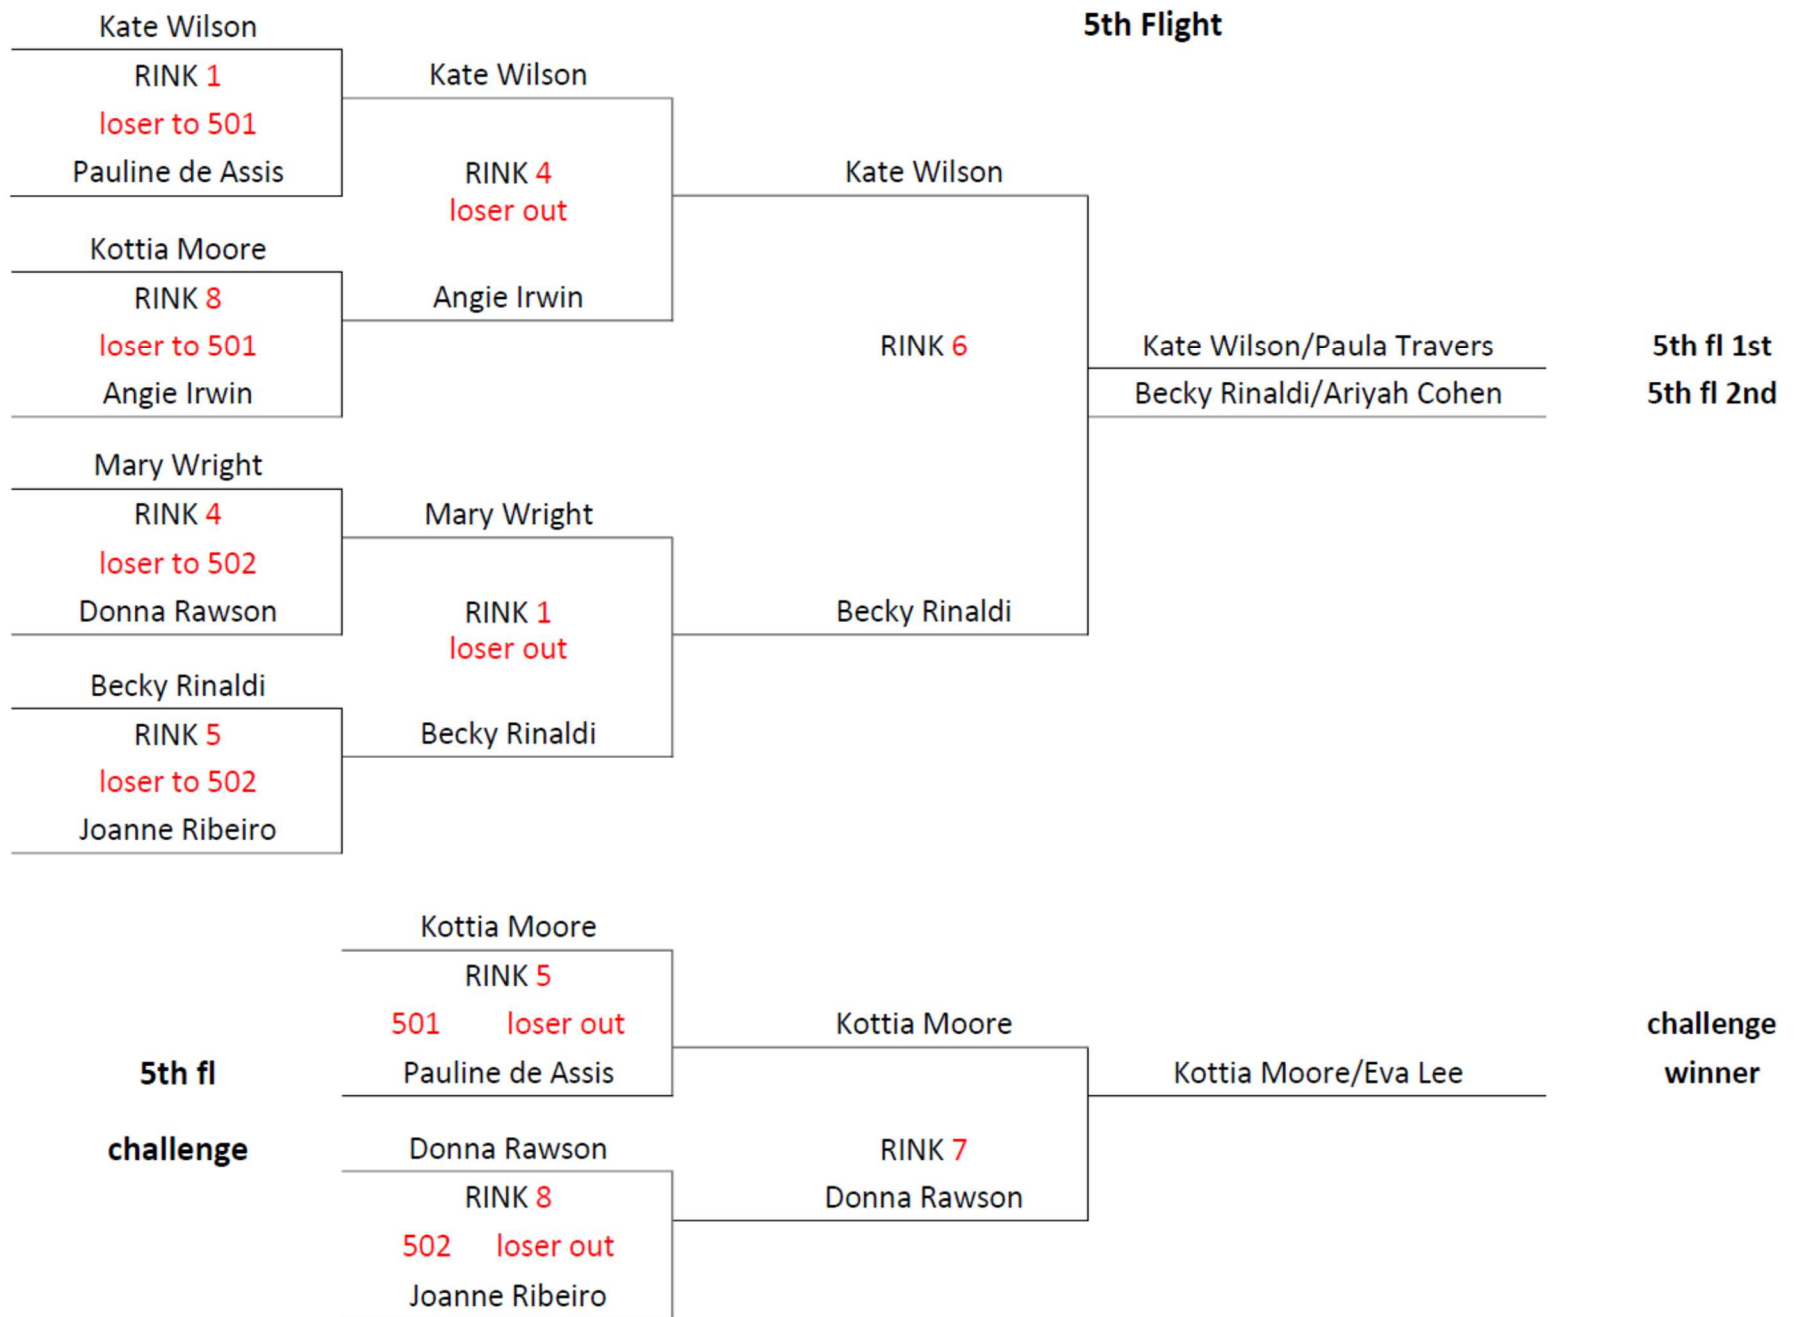 Kate Wilson
5th Flight
RINK 1
Kate Wilson
loser to 501
Pauline de Assis
RINK 4
Kate Wilson
loser out
Kottia Moore
RINK 8
Angie Irwin
loser to 501
RINK 6
Kate Wilson/Paula Travers
5th fl 1st
Angie Irwin
Becky Rinaldi/Ariyah Cohen
5th fl 2nd
Mary Wright
RINK 4
Mary Wright
loser to 502
Donna Rawson
RINK 1
Becky Rinaldi
loser out
Becky Rinaldi
RINK 5
Becky Rinaldi
loser to 502
Joanne Ribeiro
Kottia Moore
RINK 5
501 loser out
Kottia Moore
challenge
5th fl
Pauline de Assis
Kottia Moore/Eva Lee
winner
challenge
Donna Rawson
RINK 7
RINK 8
Donna Rawson
502 loser out
Joanne Ribeiro